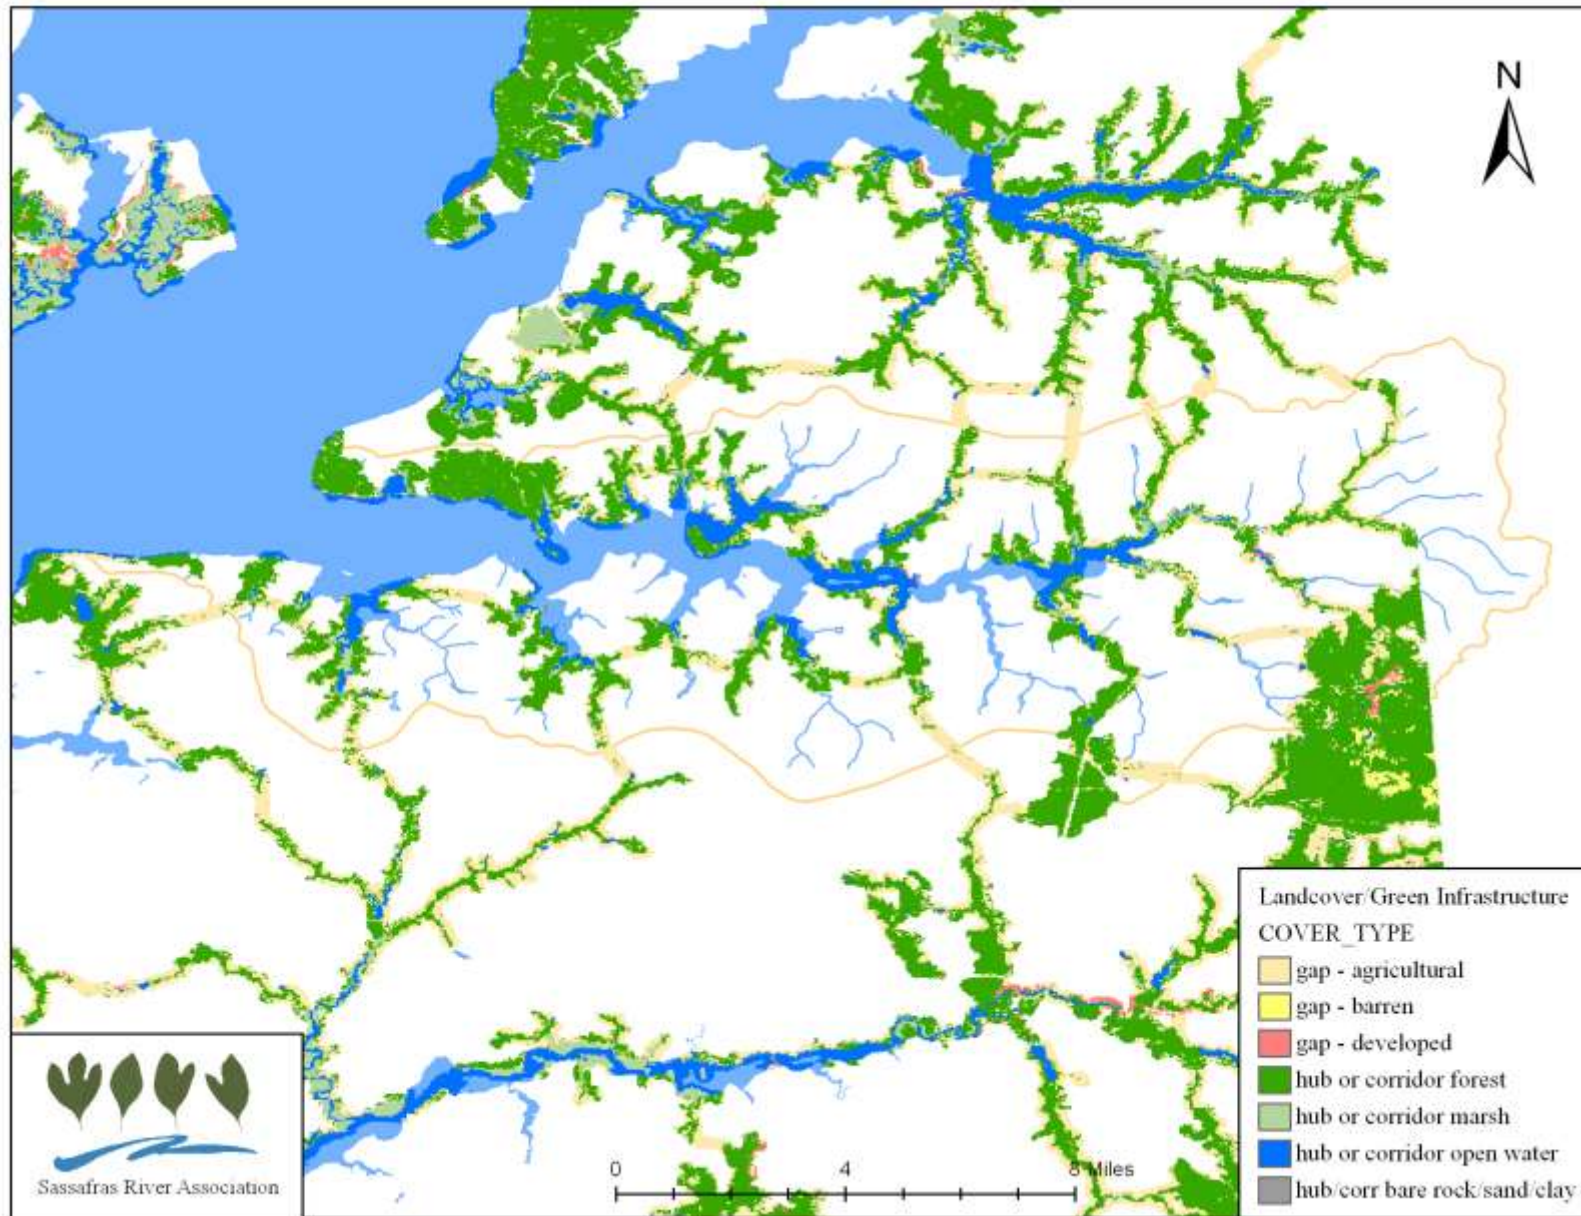 N
Landcover/Green Infrastructure
COVER_TYPE
gap - agricultural
gap - barren
gap - developed
hub or corridor forest
hub or corridor marsh
hub or corridor open water
hub/corr bare rock/sand/clay
0 4 8 Miles
Sassafras River Association